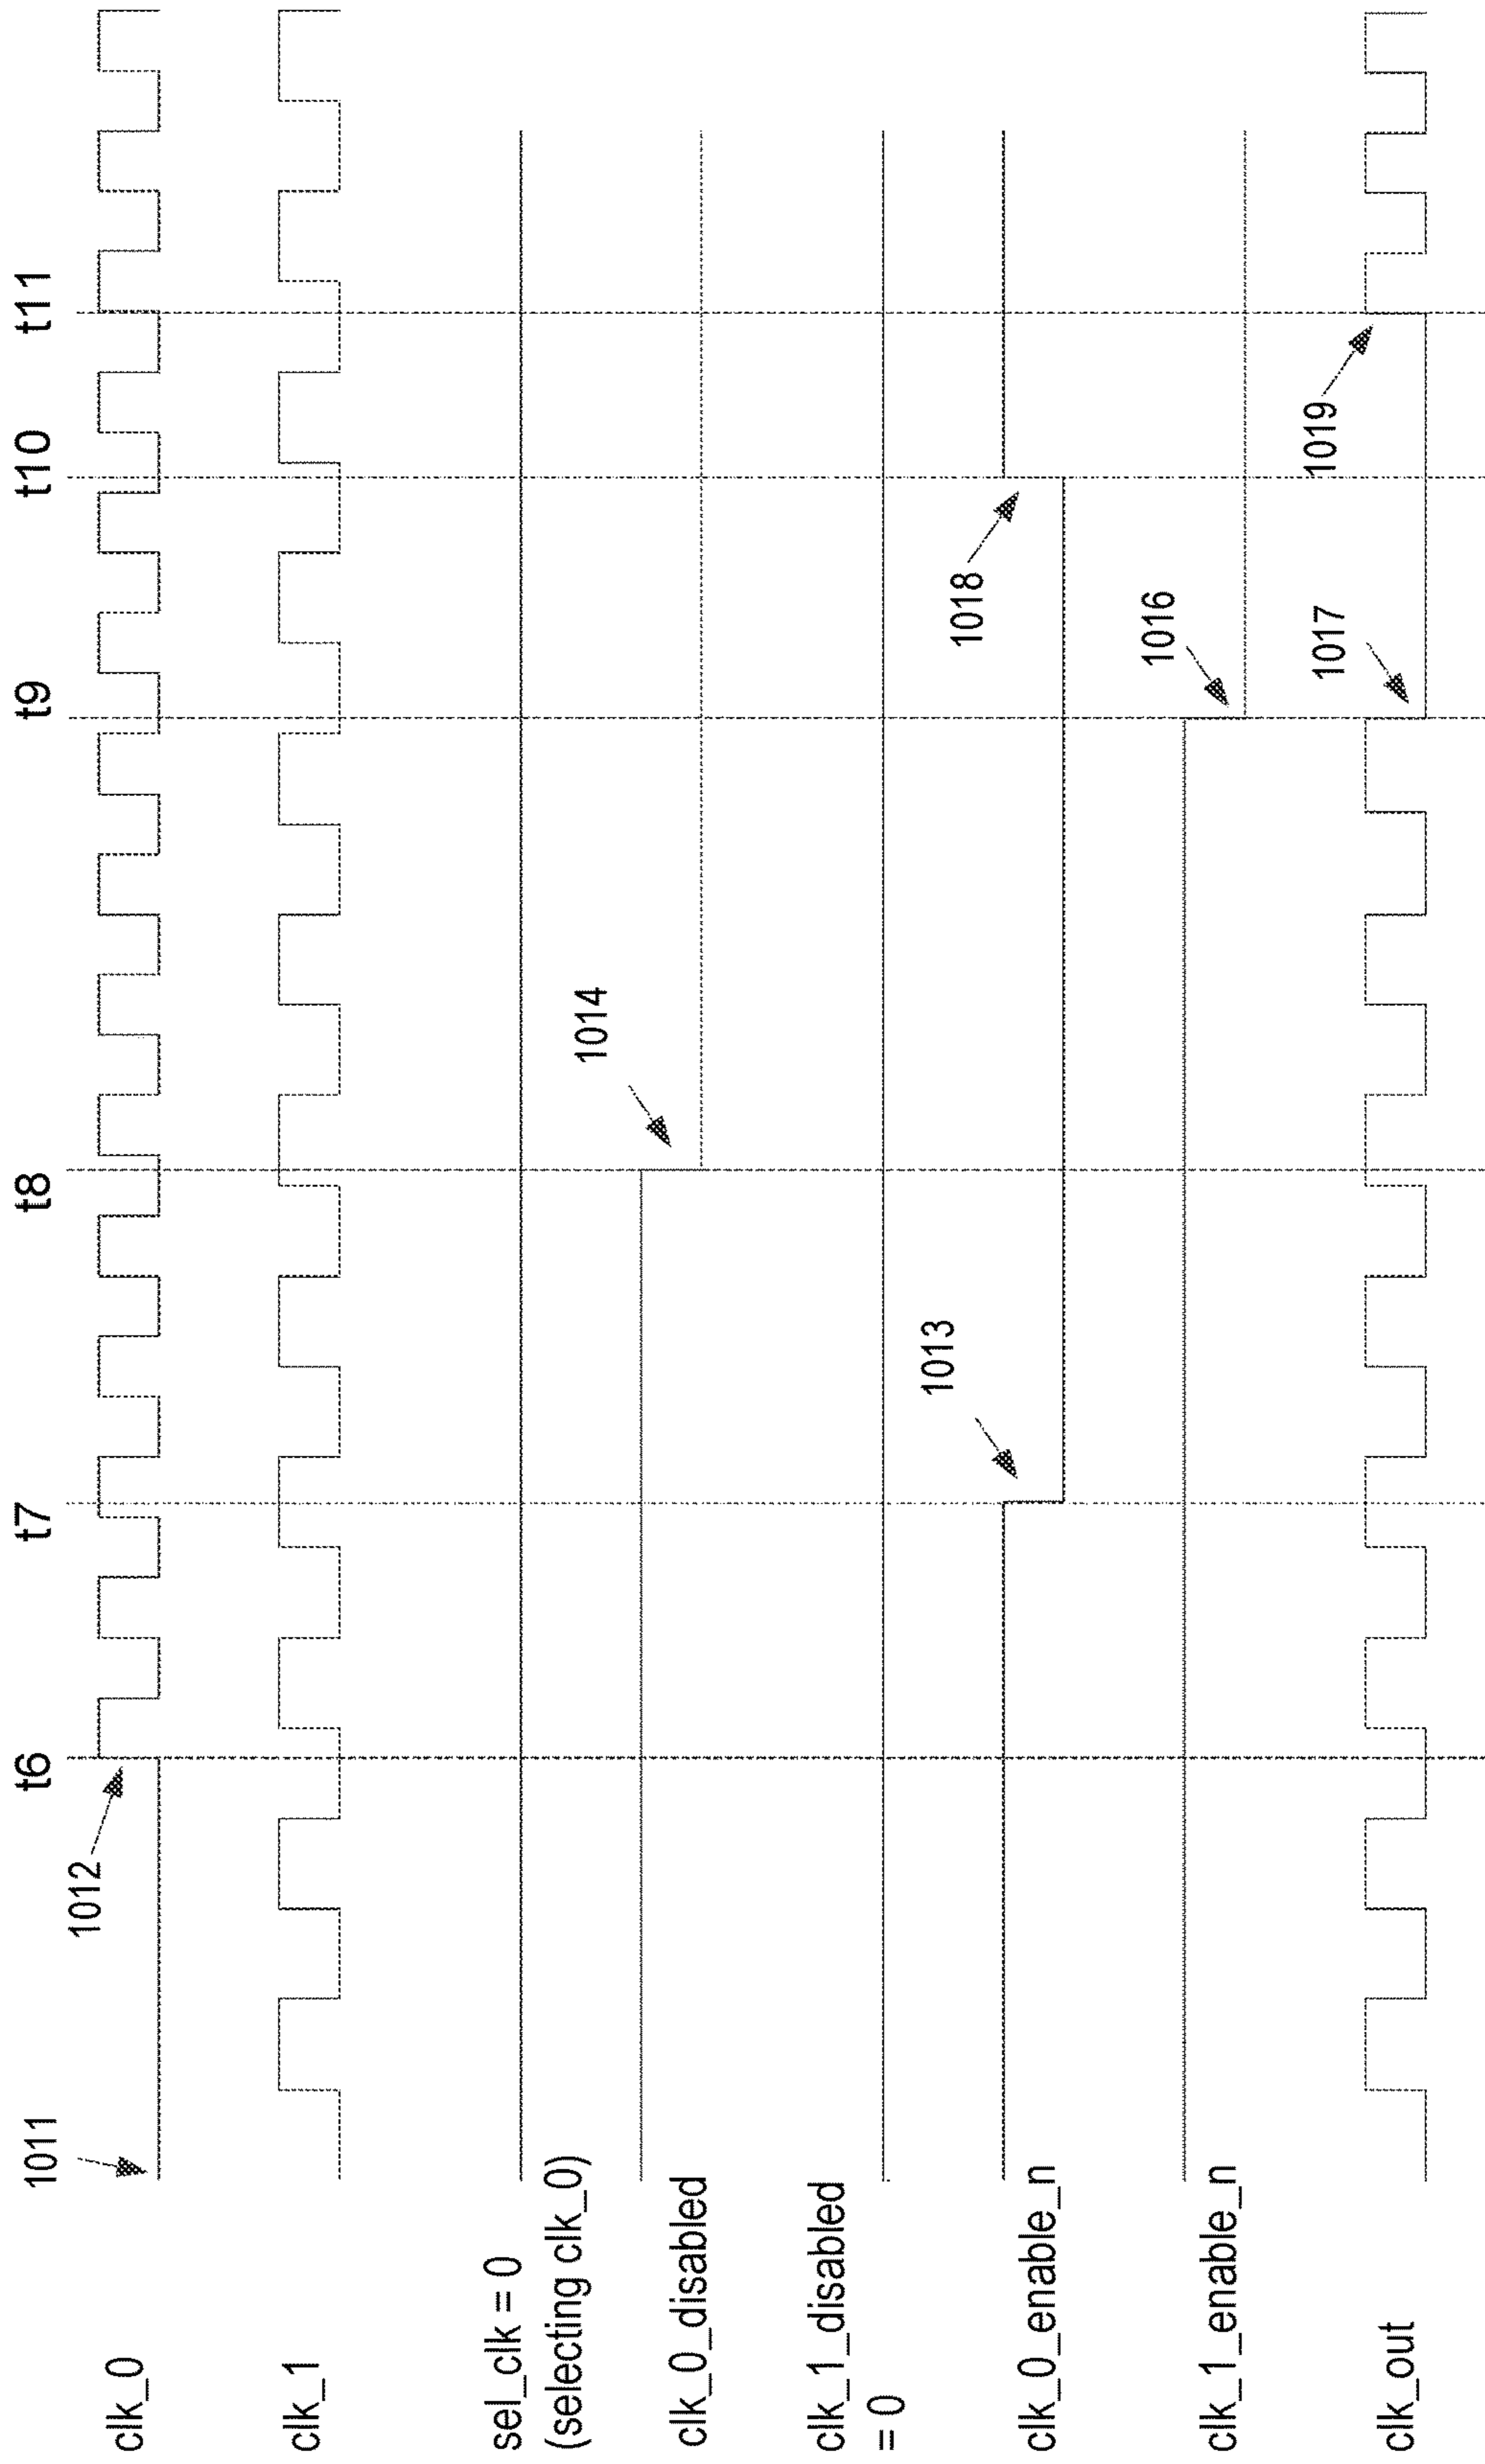 t6
t7
t8
t9
t10
t11
1011
1012
clk_0
clk_1
sel_clk = 0
(selecting clk_0)
1014
clk_0_disabled
clk_1_disabled
= 0
1013
1018
clk_0_enable_n
1016
clk_1_enable_n
1017
1019
clk_out